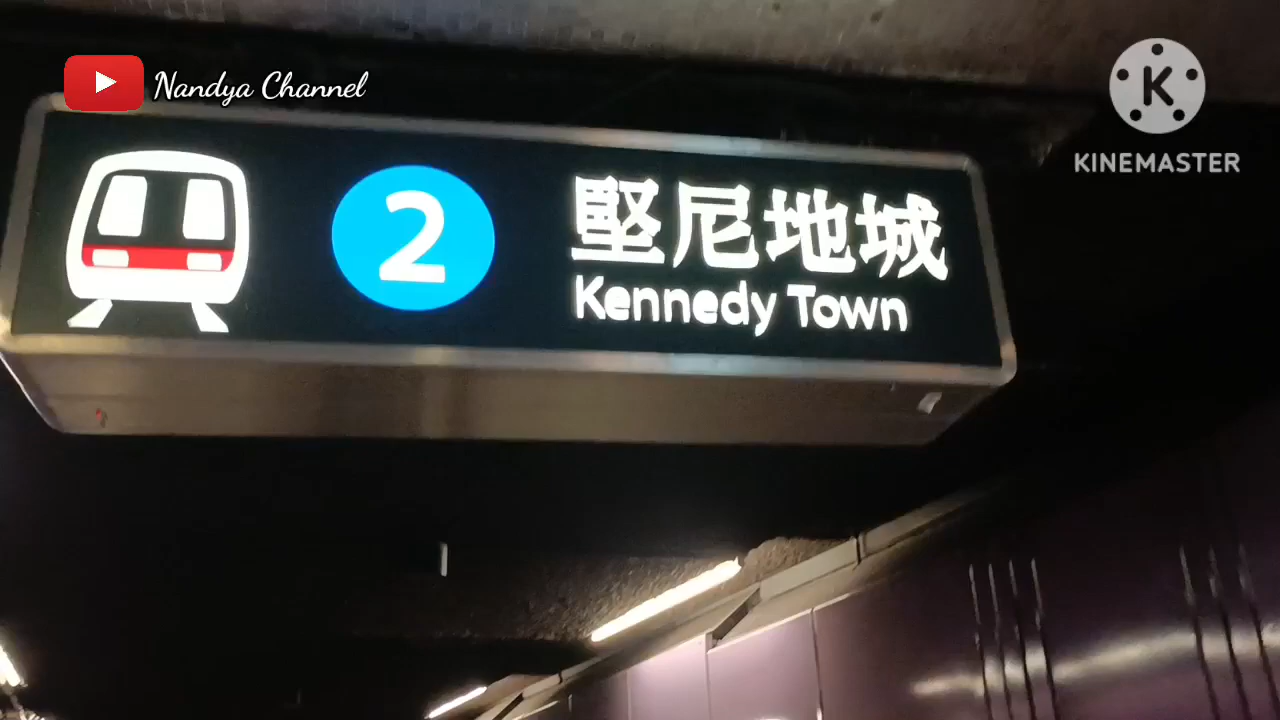 Nandya Channel
K
KINEMASTER
2
堅尼地城
Kennedy Town